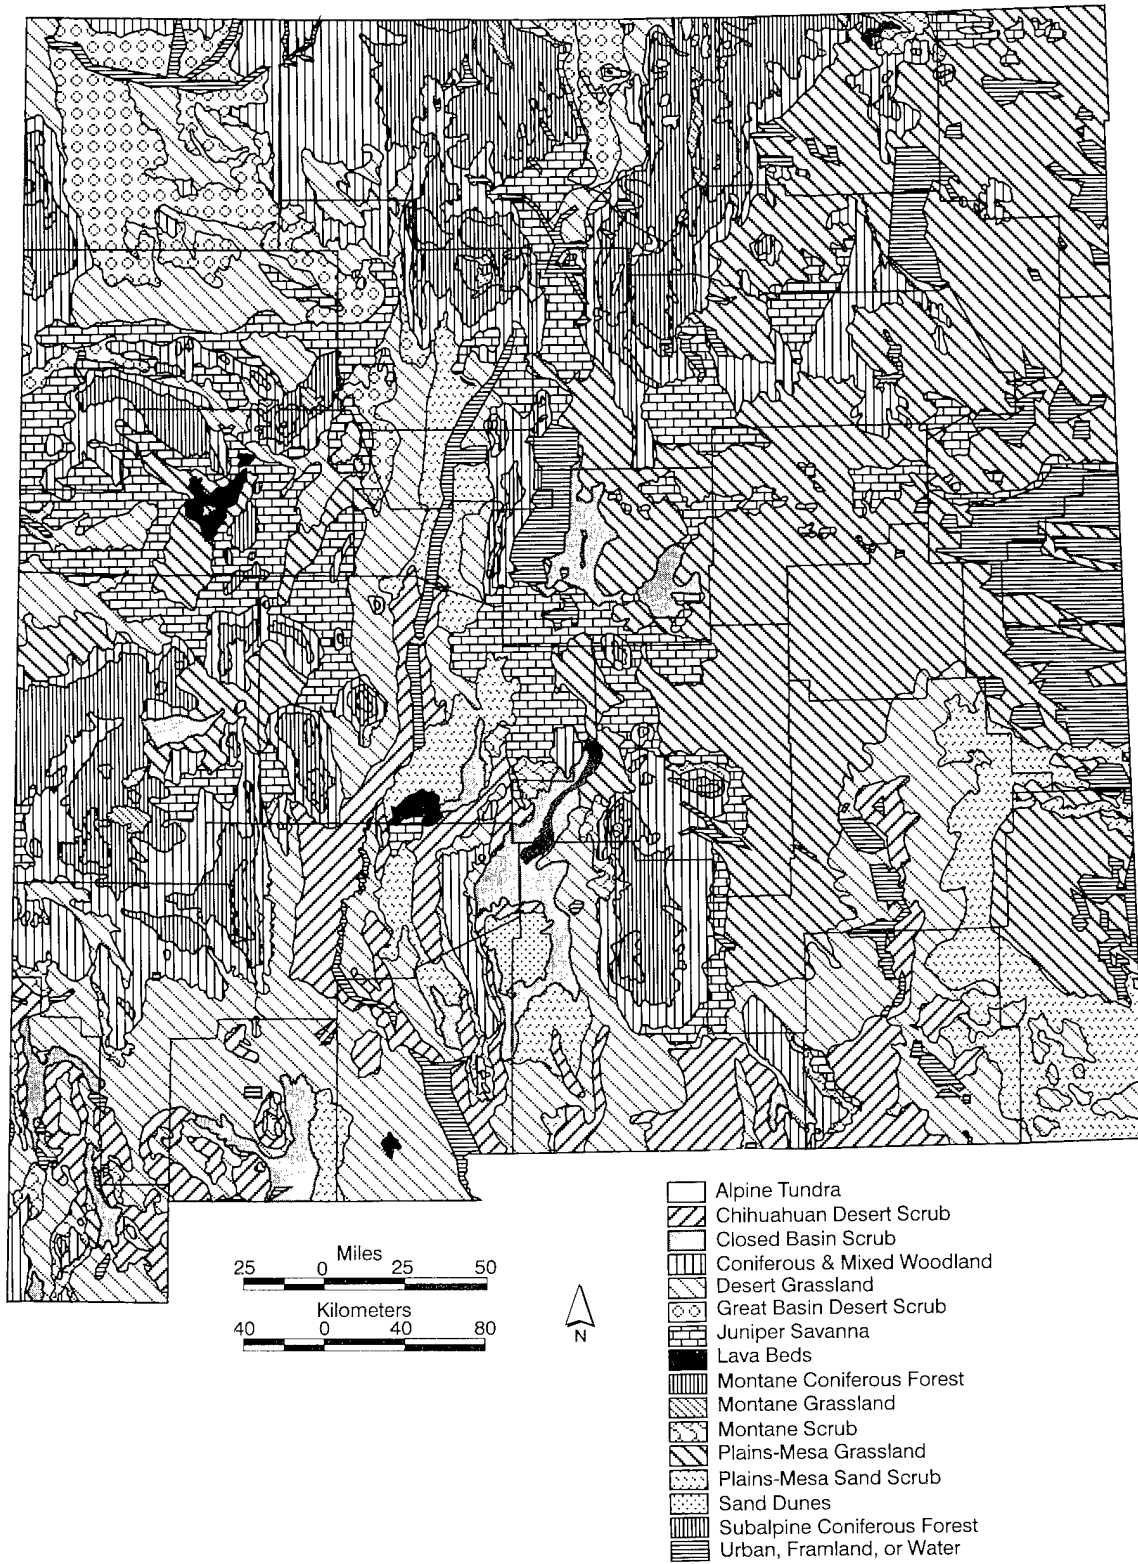 Miles
25 0 25 50
Kilometers
40 0 40 80
N
Alpine Tundra
Chihuahuan Desert Scrub
Closed Basin Scrub
Coniferous & Mixed Woodland
Desert Grassland
Great Basin Desert Scrub
Juniper Savanna
Lava Beds
Montane Coniferous Forest
Montane Grassland
Montane Scrub
Plains-Mesa Grassland
Plains-Mesa Sand Scrub
Sand Dunes
Subalpine Coniferous Forest
Urban, Framland, or Water